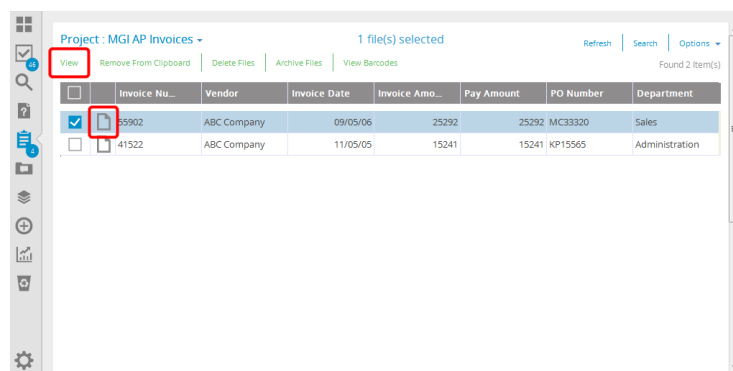 Project : MGI AP Invoices 1 file(s) selected Refresh Search Options
View Remove From Clipboard Delete Files Archive Files View Barcodes Found 2 Item(s)
46
Invoice Nu... Vendor Invoice Date Invoice Amo... Pay Amount PO Number Department
?
55902 ABC Company 09/05/06 25292 25292 MC33320 Sales
4
41522 ABC Company 11/05/05 15241 15241 KP15565 Administration